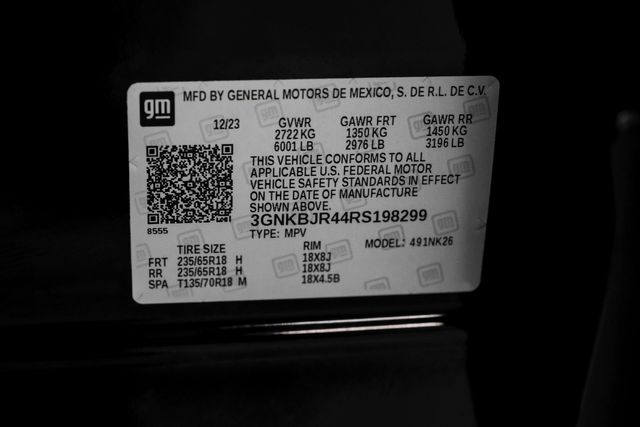 gm MFD BY GENERAL MOTORS DE MEXICO, S. DE R.L. DE C.V.
12/23 GVWR GAWR FRT GAWR RR
2722 KG 1350 KG 1450 KG
6001 LB 2976 LB 3196 LB
THIS VEHICLE CONFORMS TO ALL
APPLICABLE U.S. FEDERAL MOTOR
VEHICLE SAFETY STANDARDS IN EFFECT
ON THE DATE OF MANUFACTURE
SHOWN ABOVE.
3GNKBJR44RS198299
8555 TYPE: MPV
TIRE SIZE RIM MODEL: 491NK26
FRT 235/65R18 H 18X8J
RR 235/65R18 H 18X8J
SPA T135/70R18 M 18X4.5B